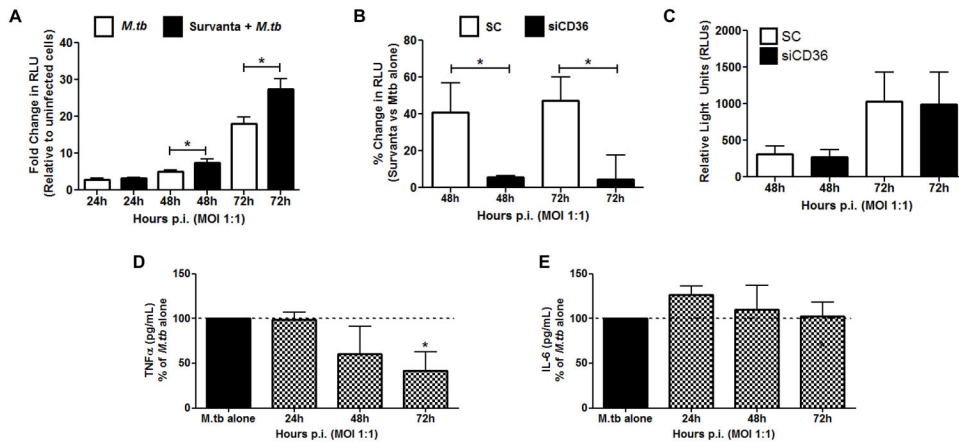 A
M.tb
Survanta + M.tb
Fold Change in RLU
(Relative to uninfected cells)
40
30
20
10
0
*
*
24h 24h 48h 48h 72h 72h
Hours p.i. (MOI 1:1)
B
SC
siCD36
% Change in RLU
(Survanta vs Mtb alone)
80
60
40
20
0
*
*
48h 48h 72h 72h
Hours p.i. (MOI 1:1)
C
SC
siCD36
Relative Light Units (RLUs)
2000
1500
1000
500
0
48h 48h 72h 72h
Hours p.i. (MOI 1:1)
D
TNFα (pg/mL)
% of M.tb alone
150
100
50
0
*
M.tb alone 24h 48h 72h
Hours p.i. (MOI 1:1)
E
IL-6 (pg/mL)
% of M.tb alone
150
100
50
0
M.tb alone 24h 48h 72h
Hours p.i. (MOI 1:1)